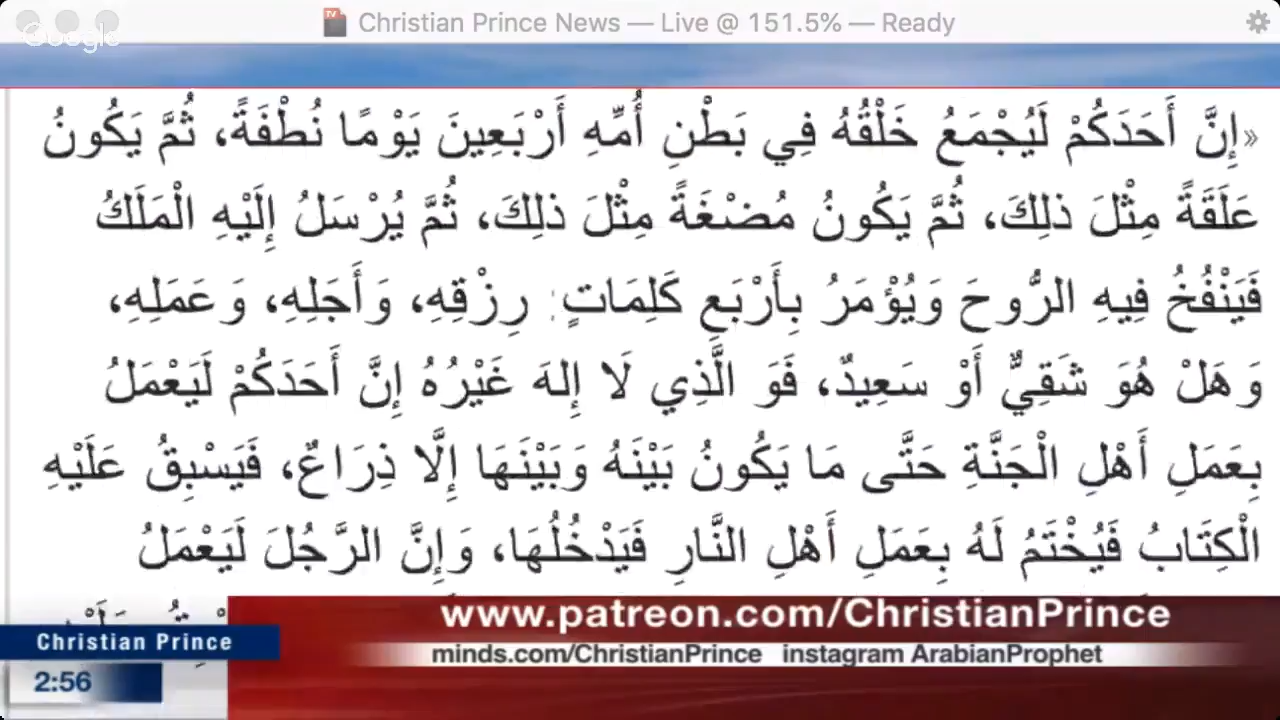 Christian Prince News — Live @ 151.5% — Ready
Google
«إِنَّ أَحَدَكُمْ لَيُجْمَعُ خَلْقُهُ فِي بَطْنِ أُمِّهِ أَرْبَعِينَ يَوْمًا نُطْفَةً، ثُمَّ يَكُونُ
عَلَقَةً مِثْلَ ذلِكَ، ثُمَّ يَكُونُ مُضْغَةً مِثْلَ ذلِكَ، ثُمَّ يُرْسَلُ إِلَيْهِ الْمَلَكُ
فَيَنْفُخُ فِيهِ الرُّوحَ وَيُؤْمَرُ بِأَرْبَعِ كَلِمَاتٍ: رِزْقِهِ، وَأَجَلِهِ، وَعَمَلِهِ،
وَهَلْ هُوَ شَقِيٌّ أَوْ سَعِيدٌ، فَوَ الَّذِي لَا إِلهَ غَيْرُهُ إِنَّ أَحَدَكُمْ لَيَعْمَلُ
بِعَمَلِ أَهْلِ الْجَنَّةِ حَتَّى مَا يَكُونُ بَيْنَهُ وَبَيْنَهَا إِلَّا ذِرَاعٌ، فَيَسْبِقُ عَلَيْهِ
الْكِتَابُ فَيُخْتَمُ لَهُ بِعَمَلِ أَهْلِ النَّارِ فَيَدْخُلُهَا، وَإِنَّ الرَّجُلَ لَيَعْمَلُ
www.patreon.com/ChristianPrince
Christian Prince
minds.com/ChristianPrince instagram ArabianProphet
2:56